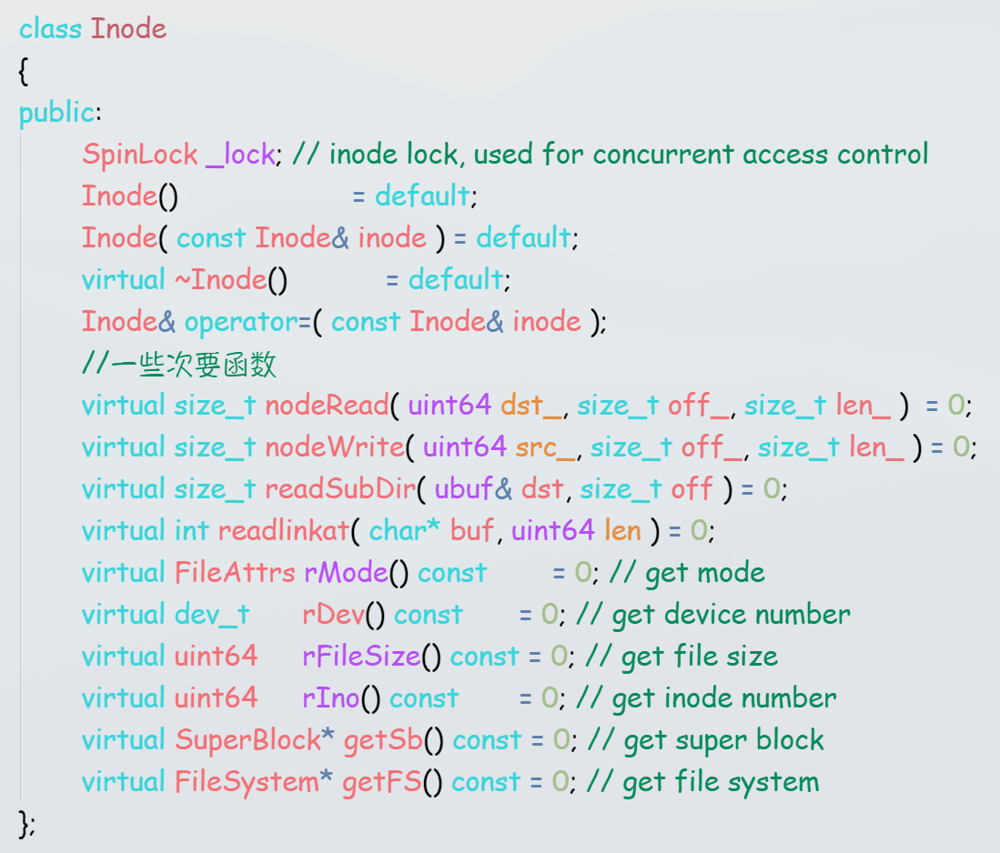 class Inode
{
public:
SpinLock _lock; // inode lock, used for concurrent access control
Inode() = default;
Inode( const Inode& inode ) = default;
virtual ~Inode() = default;
Inode& operator=( const Inode& inode );
//一些次要函数
virtual size_t nodeRead( uint64 dst_, size_t off_, size_t len_ ) = 0;
virtual size_t nodeWrite( uint64 src_, size_t off_, size_t len_ ) = 0;
virtual size_t readSubDir( ubuf& dst, size_t off ) = 0;
virtual int readlinkat( char* buf, uint64 len ) = 0;
virtual FileAttrs rMode() const = 0; // get mode
virtual dev_t rDev() const = 0; // get device number
virtual uint64 rFileSize() const = 0; // get file size
virtual uint64 rIno() const = 0; // get inode number
virtual SuperBlock* getSb() const = 0; // get super block
virtual FileSystem* getFS() const = 0; // get file system
};